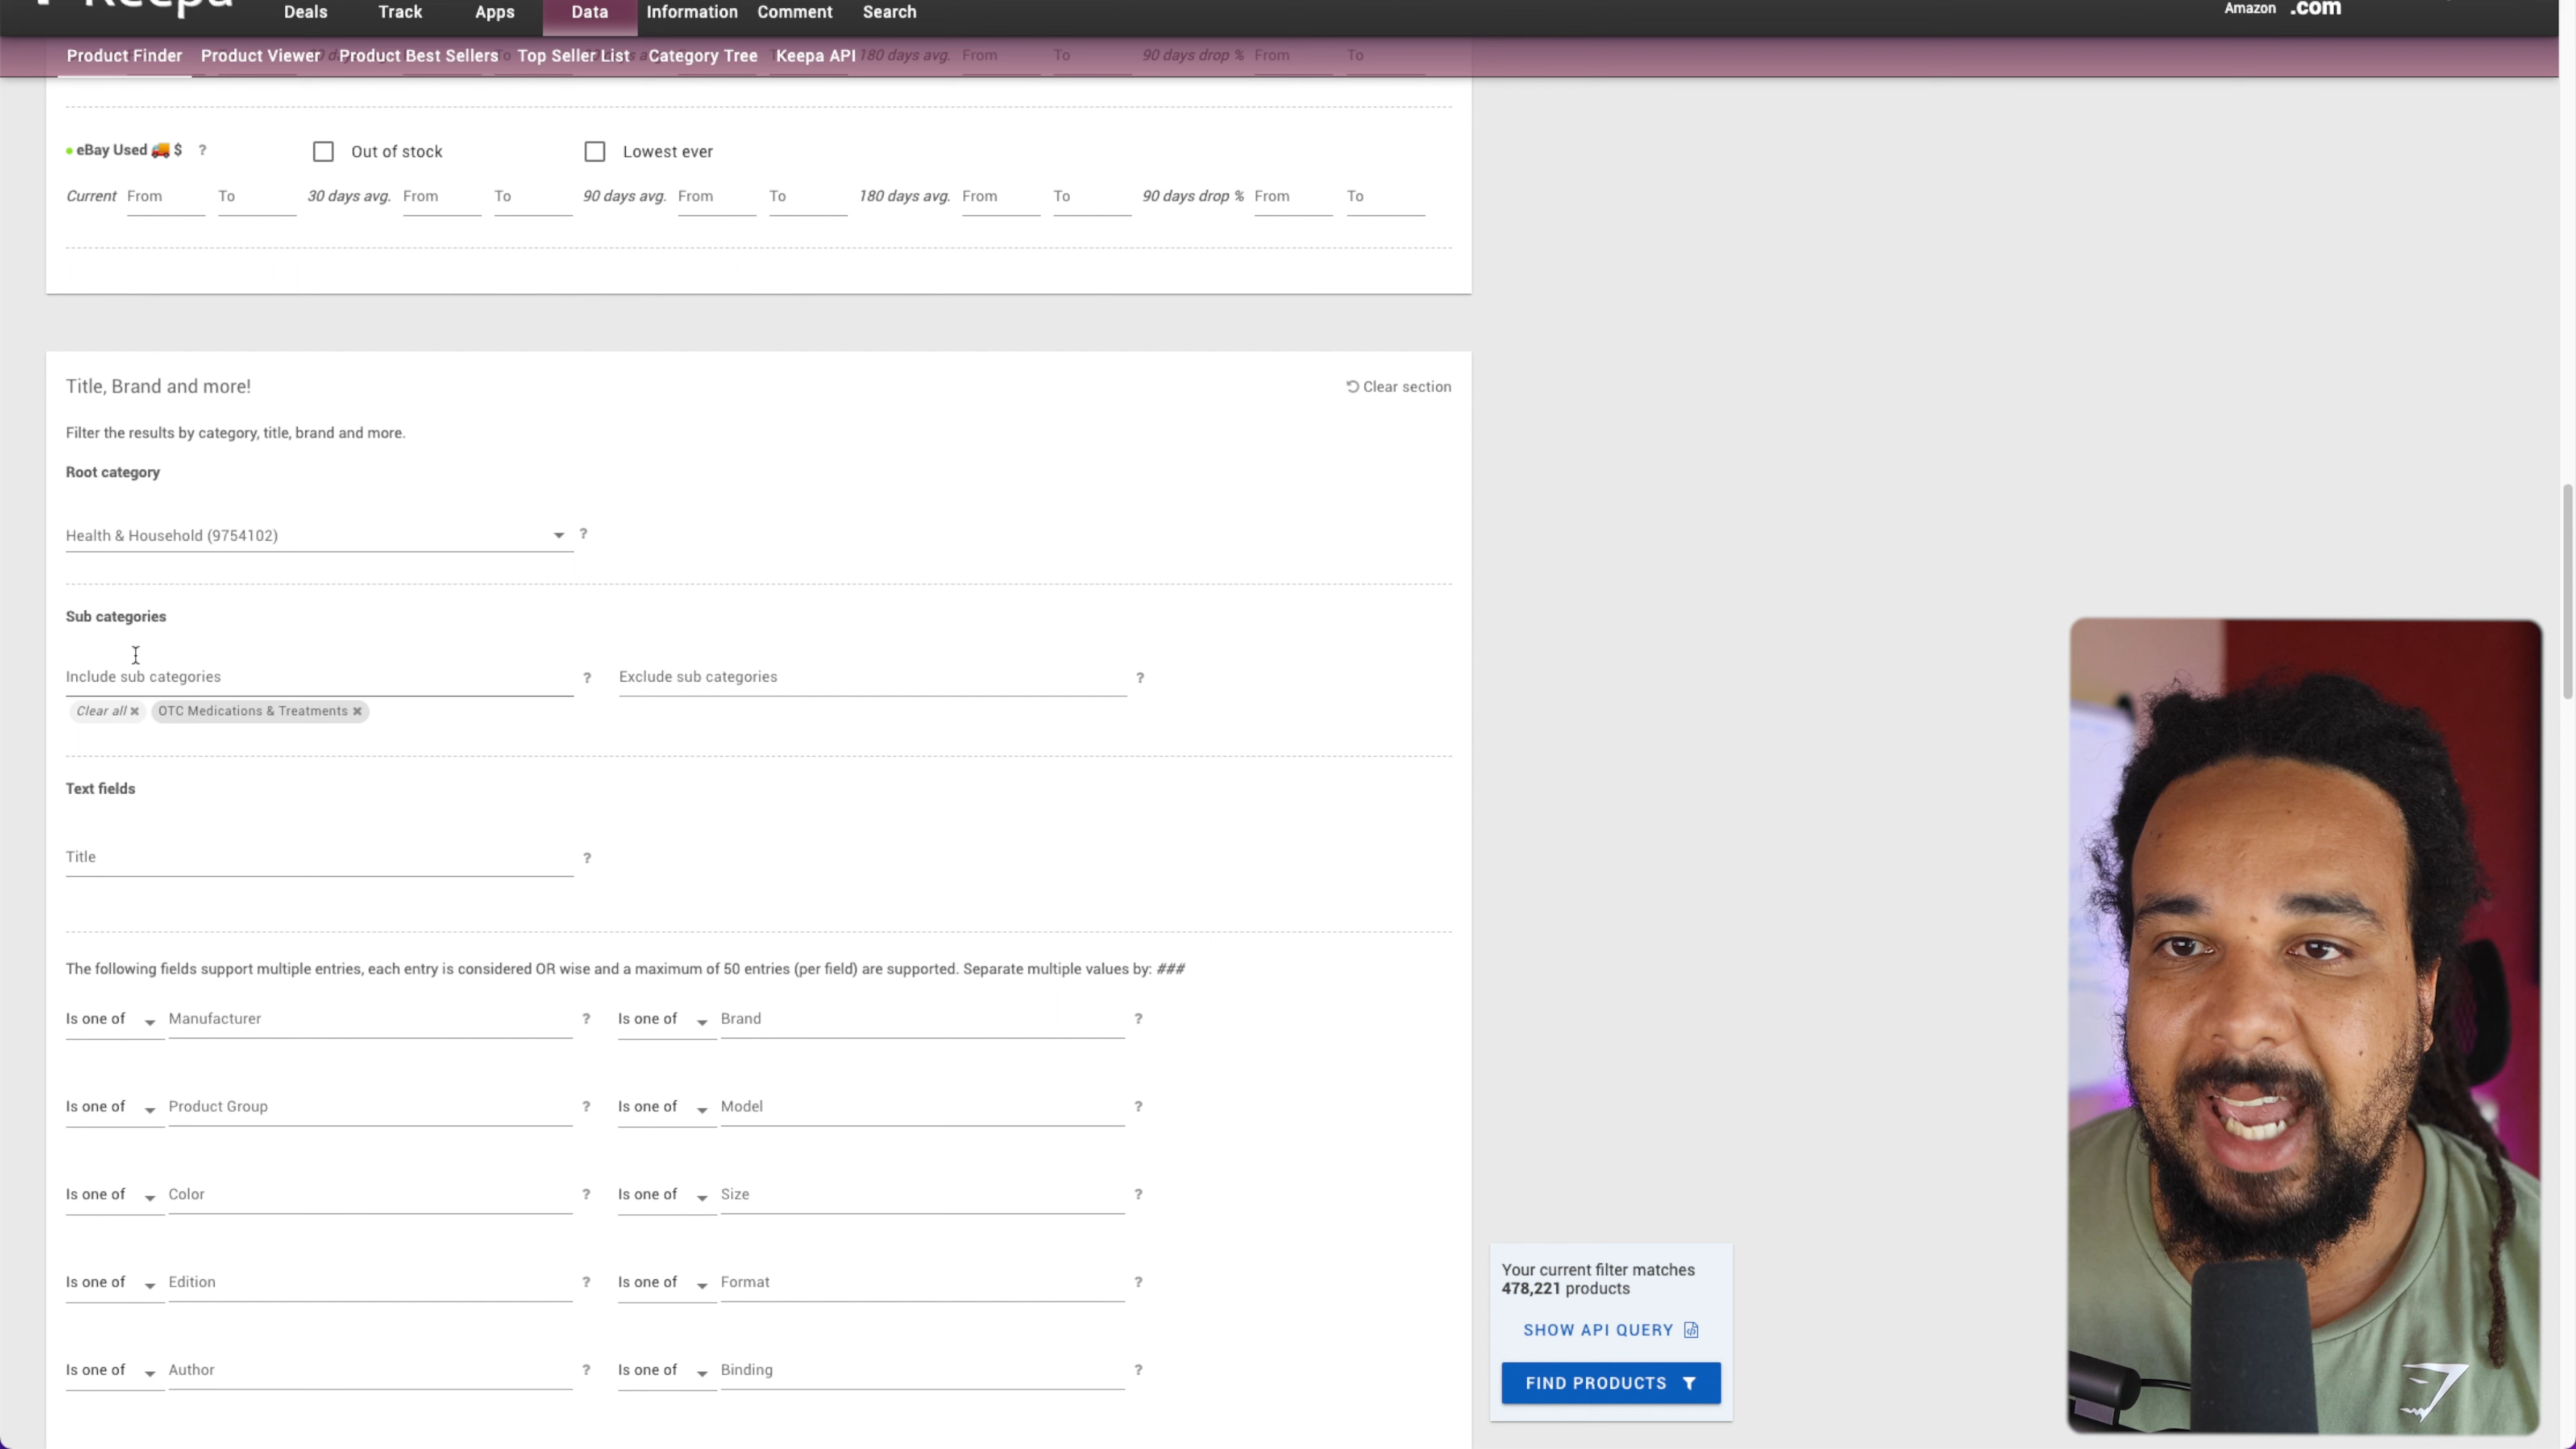 Keepa Deals Track Apps Data Information Comment Search Amazon .com
Product Finder Product Viewer Product Best Sellers Top Seller List Category Tree Keepa API 180 days avg. From To 90 days drop % From To
eBay Used 🚚 $ ? Out of stock Lowest ever
Current From To 30 days avg. From To 90 days avg. From To 180 days avg. From To 90 days drop % From To
Title, Brand and more! Clear section
Filter the results by category, title, brand and more.
Root category
Health & Household (9754102) ?
Sub categories
Include sub categories ? Exclude sub categories ?
Clear all ✖ OTC Medications & Treatments ✖
Text fields
Title ?
The following fields support multiple entries, each entry is considered OR wise and a maximum of 50 entries (per field) are supported. Separate multiple values by: ###
Is one of Manufacturer ? Is one of Brand ?
Is one of Product Group ? Is one of Model ?
Is one of Color ? Is one of Size ?
Is one of Edition ? Is one of Format ?
Is one of Author ? Is one of Binding ?
Your current filter matches
478,221 products
SHOW API QUERY
FIND PRODUCTS